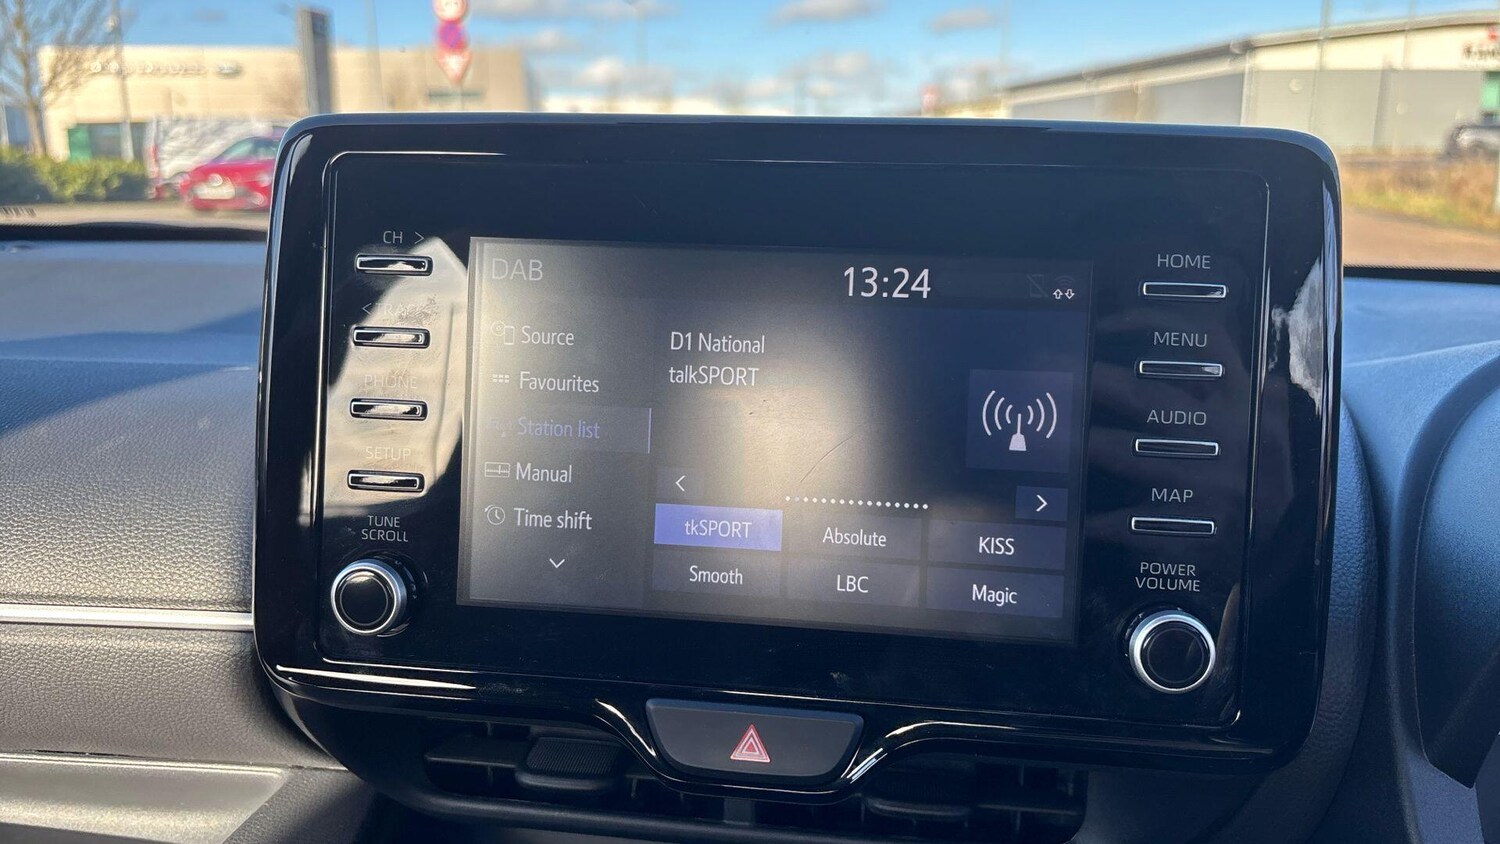 CH >
< TRACK
PHONE
SETUP
TUNE
SCROLL
DAB
13:24
Source
Favourites
Station list
Manual
Time shift
D1 National
talkSPORT
<
>
tkSPORT
Absolute
KISS
Smooth
LBC
Magic
HOME
MENU
AUDIO
MAP
POWER
VOLUME